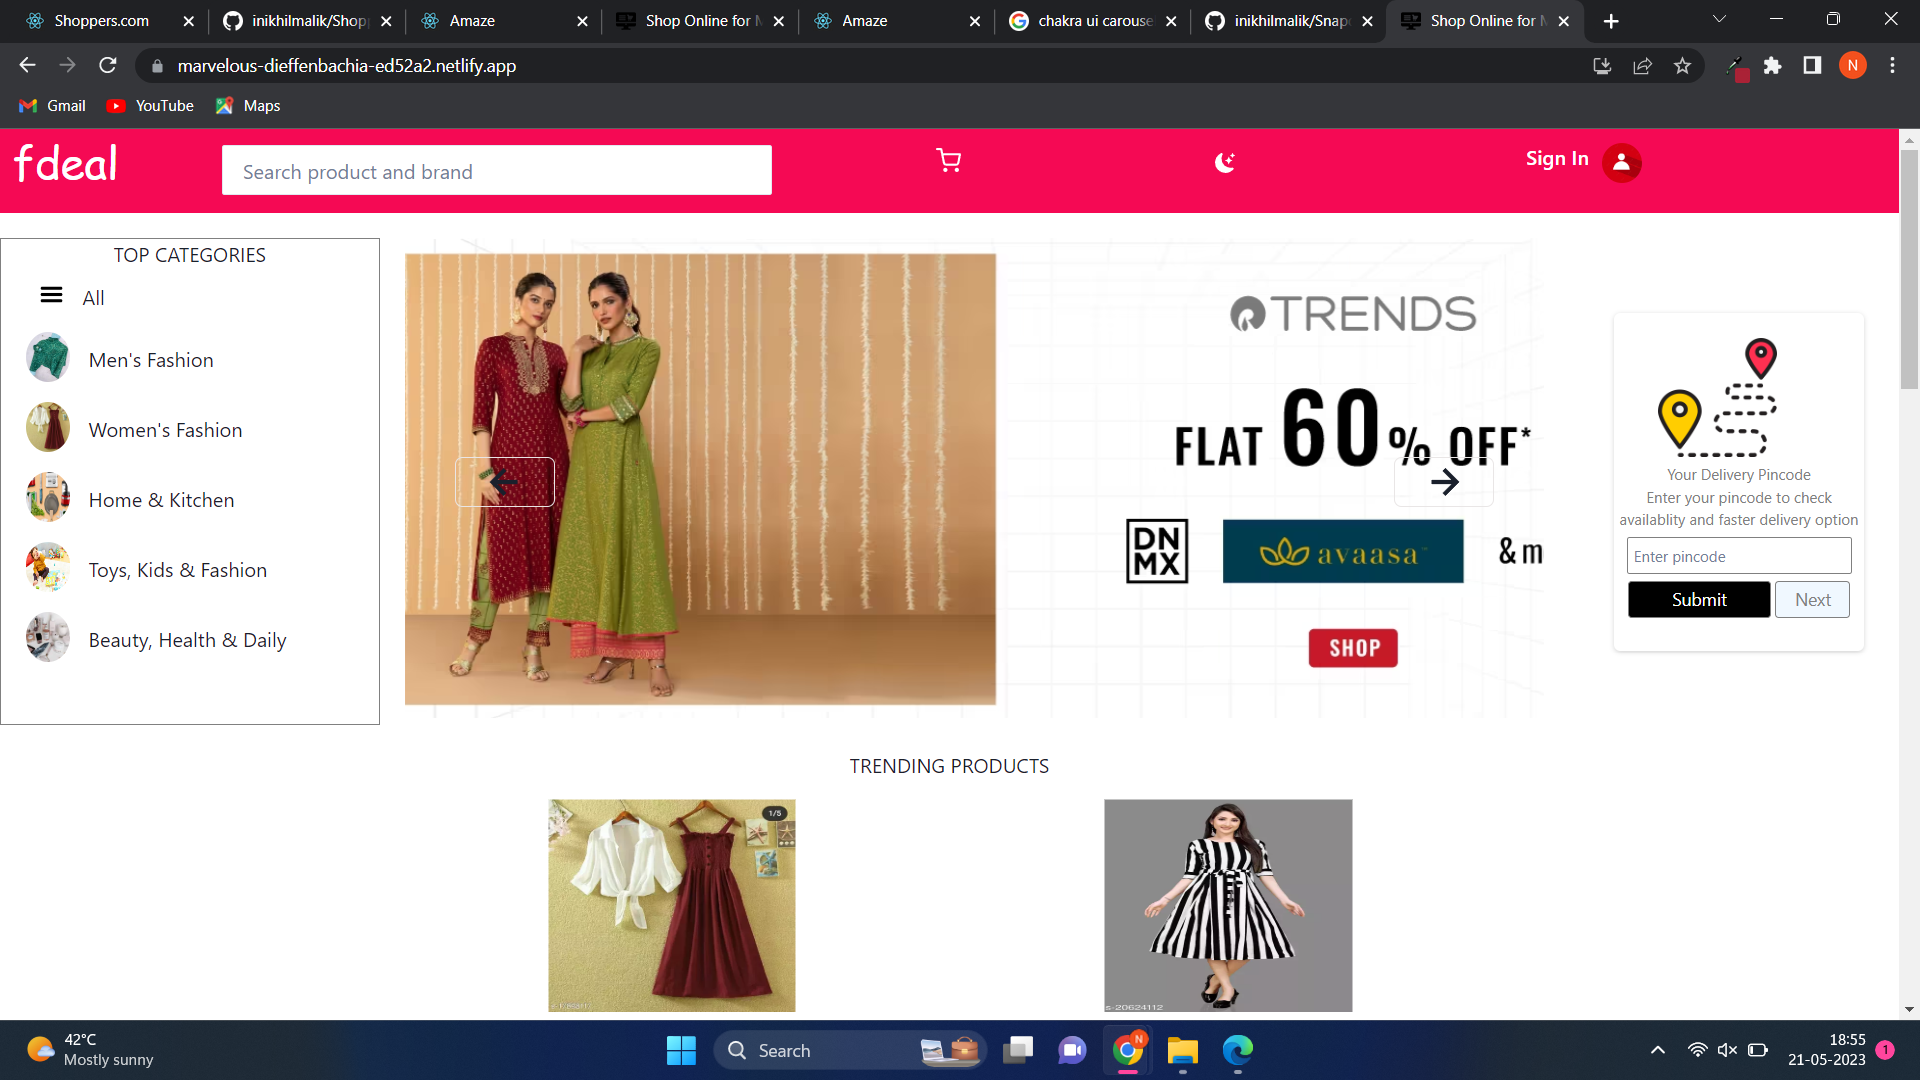 Shoppers.com
inikhilmalik/Shop
Amaze
Shop Online for M
Amaze
chakra ui carouse
inikhilmalik/Snap
Shop Online for M
marvelous-dieffenbachia-ed52a2.netlify.app
N
Gmail
YouTube
Maps
fdeal
Search product and brand
Sign In
TOP CATEGORIES
All
Men's Fashion
Women's Fashion
Home & Kitchen
Toys, Kids & Fashion
Beauty, Health & Daily
TRENDS
FLAT 60% OFF*
DN
MX
avaasa
& m
SHOP
Your Delivery Pincode
Enter your pincode to check
availablity and faster delivery option
Enter pincode
Submit
Next
TRENDING PRODUCTS
1/5
s-20624112
42°C
Mostly sunny
Search
N
18:55
21-05-2023
1